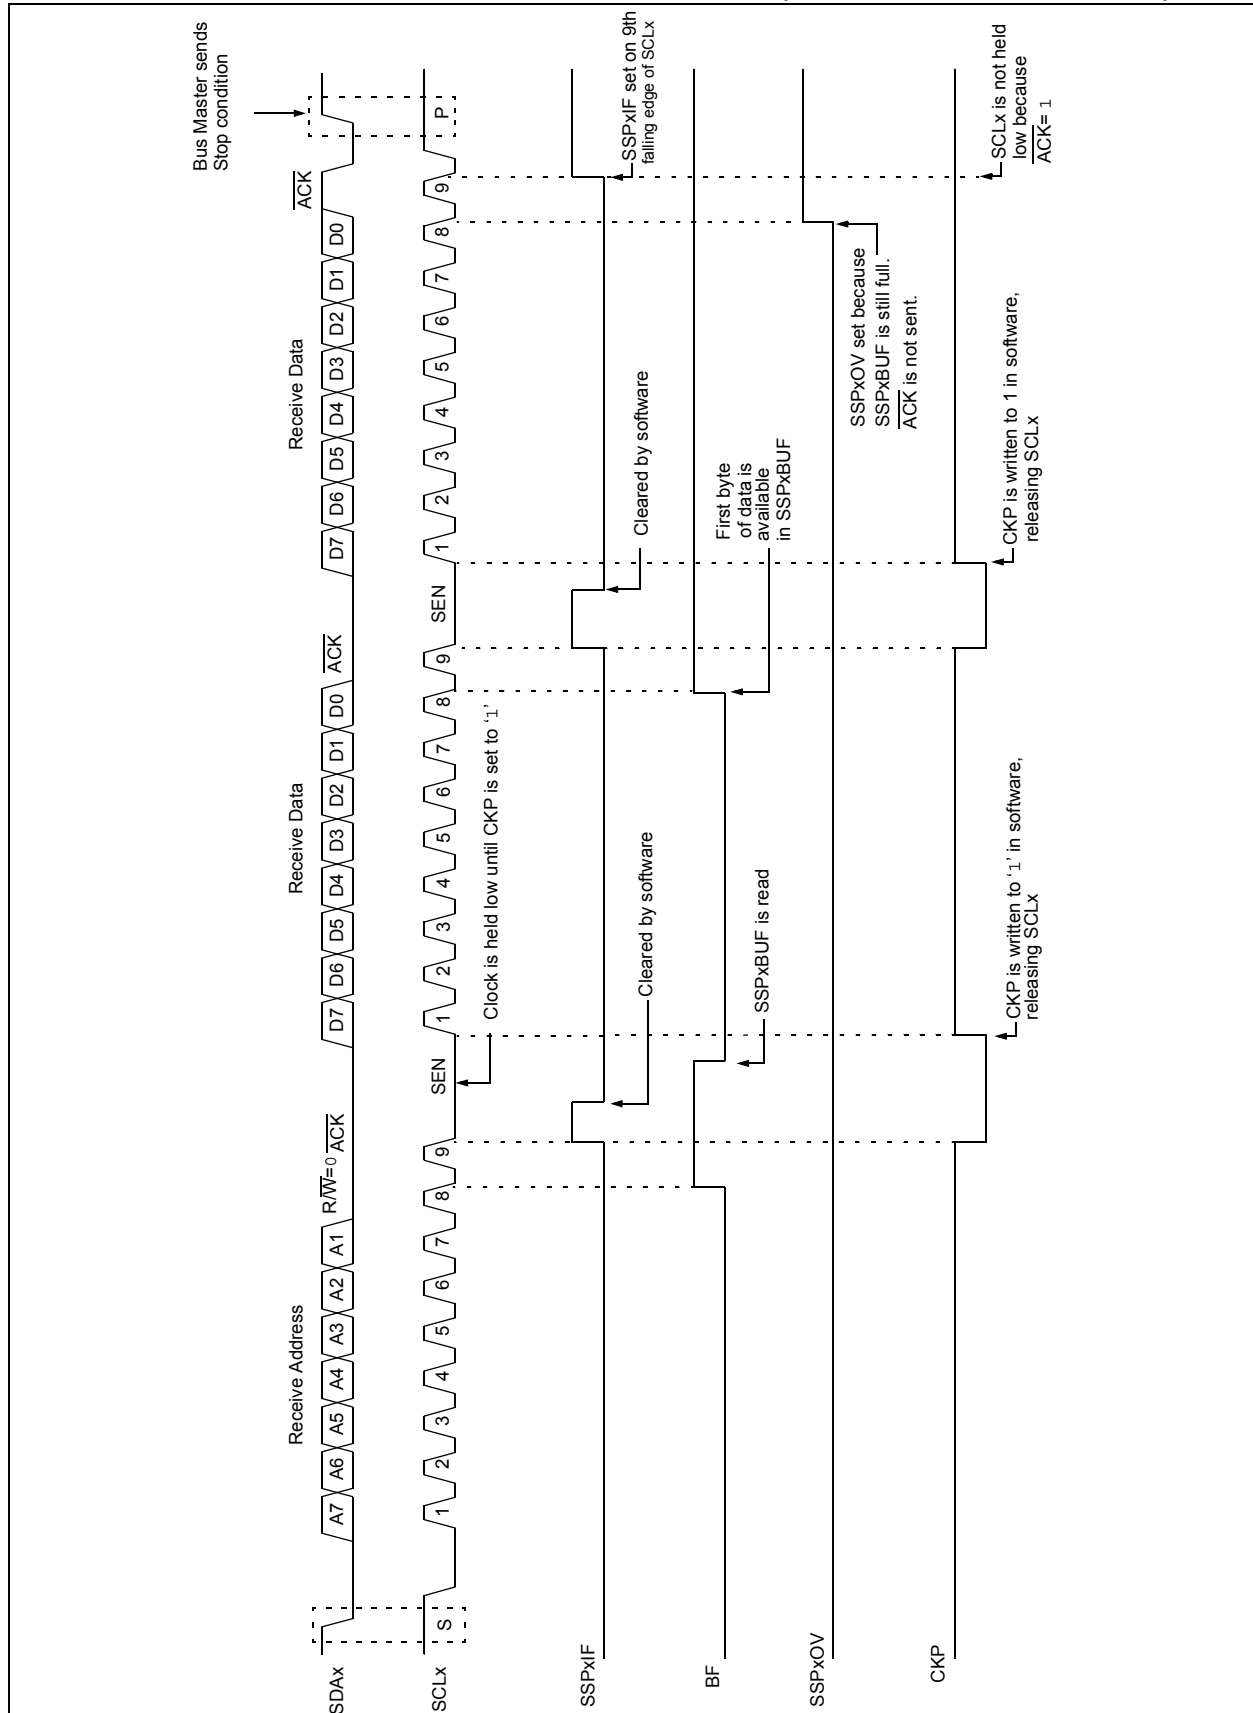 Receive Address
Receive Data
Receive Data
Bus Master sends
Stop condition
SDAx
A7 A6 A5 A4 A3 A2 A1 R/W̅=0 A̅C̅K̅
D7 D6 D5 D4 D3 D2 D1 D0 A̅C̅K̅
D7 D6 D5 D4 D3 D2 D1 D0 A̅C̅K̅
SCLx
S 1 2 3 4 5 6 7 8 9 SEN
1 2 3 4 5 6 7 8 9 SEN
1 2 3 4 5 6 7 8 9 P
Clock is held low until CKP is set to ‘1’
SSPxIF
Cleared by software
Cleared by software
SSPxIF set on 9th
falling edge of SCLx
BF
SSPxBUF is read
First byte
of data is
available
in SSPxBUF
SSPxOV
SSPxOV set because
SSPxBUF is still full.
A̅C̅K̅ is not sent.
CKP
CKP is written to ‘1’ in software,
releasing SCLx
CKP is written to 1 in software,
releasing SCLx
SCLx is not held
low because
A̅C̅K̅= 1